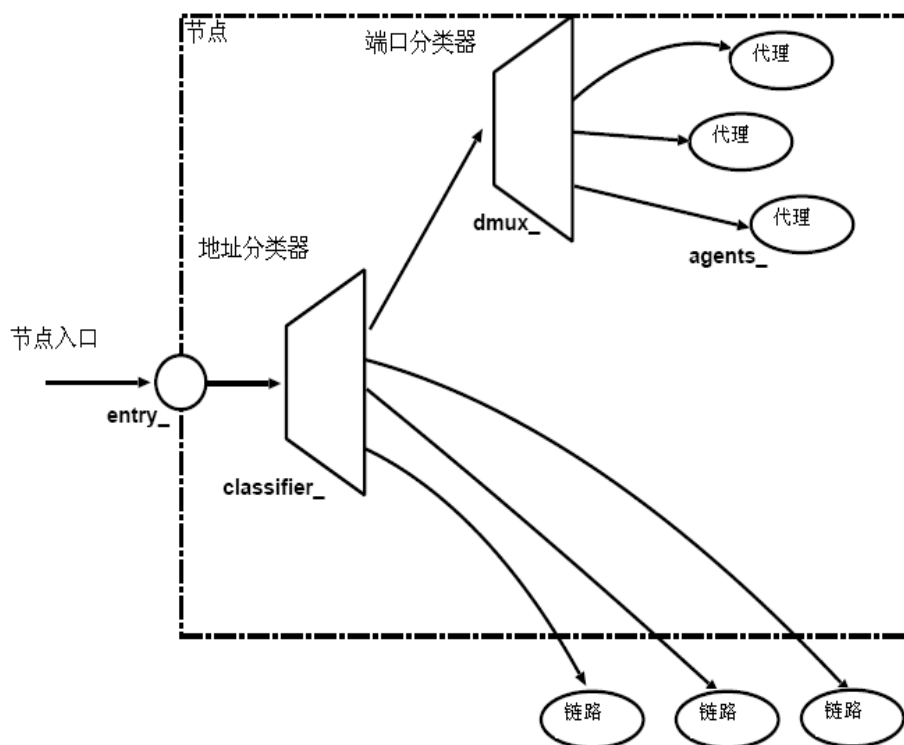 节点
端口分类器
代理
代理
dmux_
代理
agents_
地址分类器
节点入口
entry_
classifier_
链路
链路
链路